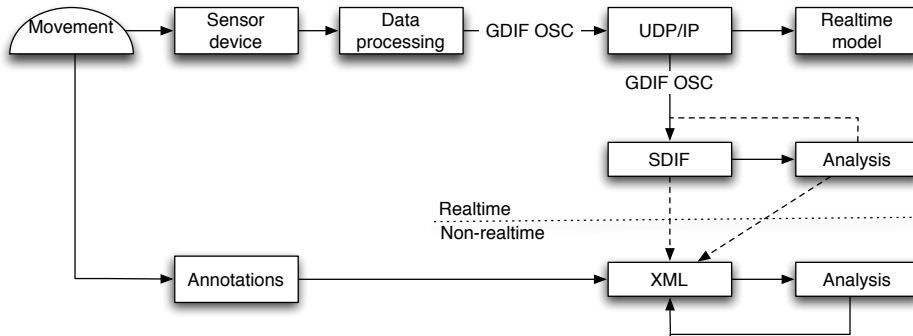 Movement
Sensor
device
Data
processing
GDIF OSC
UDP/IP
Realtime
model
GDIF OSC
SDIF
Analysis
Realtime
Non-realtime
Annotations
XML
Analysis